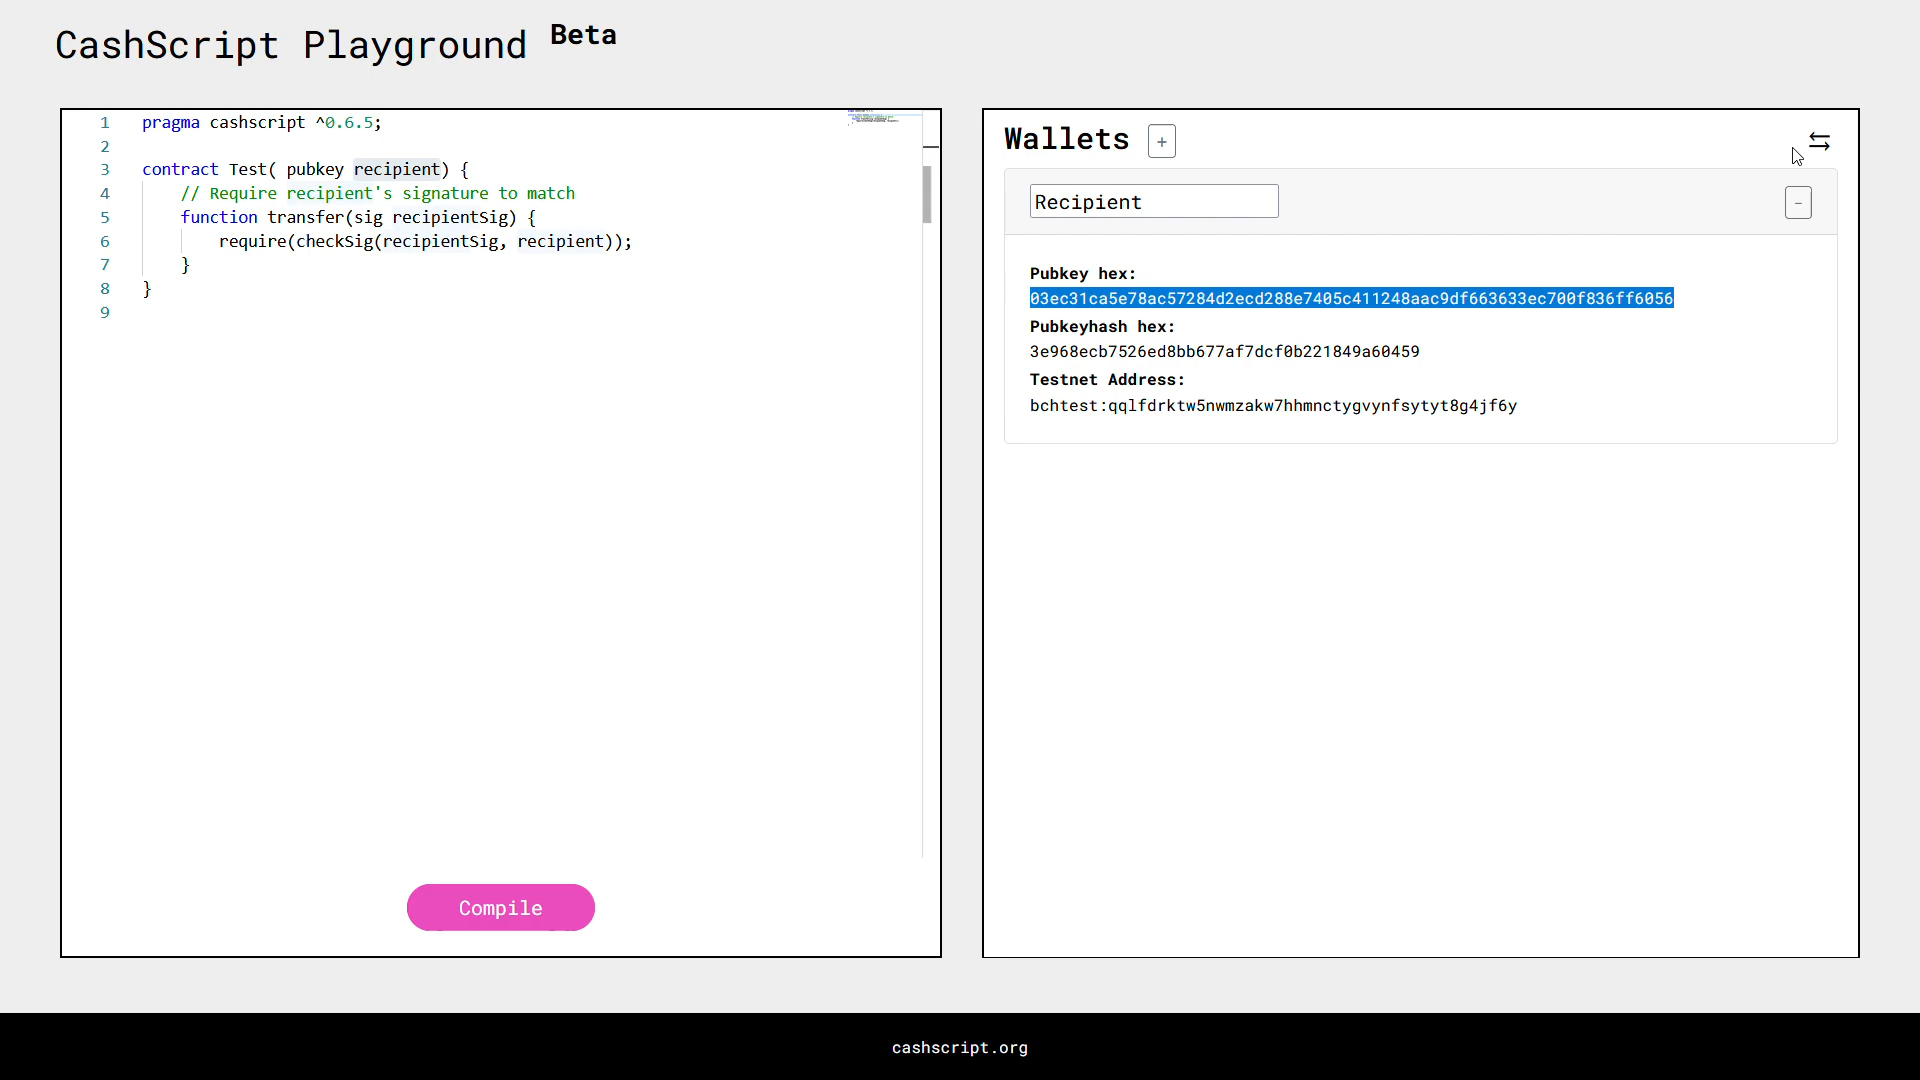 CashScript Playground Beta
1 pragma cashscript ^0.6.5;
2
3 contract Test( pubkey recipient) {
4 // Require recipient's signature to match
5 function transfer(sig recipientSig) {
6 require(checkSig(recipientSig, recipient));
7 }
8 }
9
Compile
Wallets +
Recipient
-
Pubkey hex:
03ec31ca5e78ac57284d2ecd288e7405c411248aac9df663633ec700f836ff6056
Pubkeyhash hex:
3e968ecb7526ed8bb677af7dcf0b221849a60459
Testnet Address:
bchtest:qqlfdrktw5nwmzakw7hhmnctygvynfsytyt8g4jf6y
cashscript.org